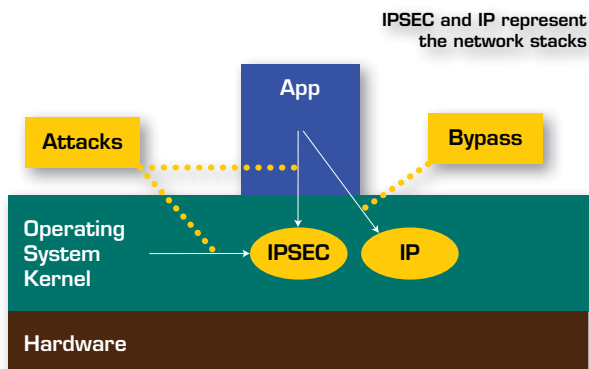 IPSEC and IP represent
the network stacks
App
Attacks
Bypass
Operating
System
Kernel
IPSEC
IP
Hardware